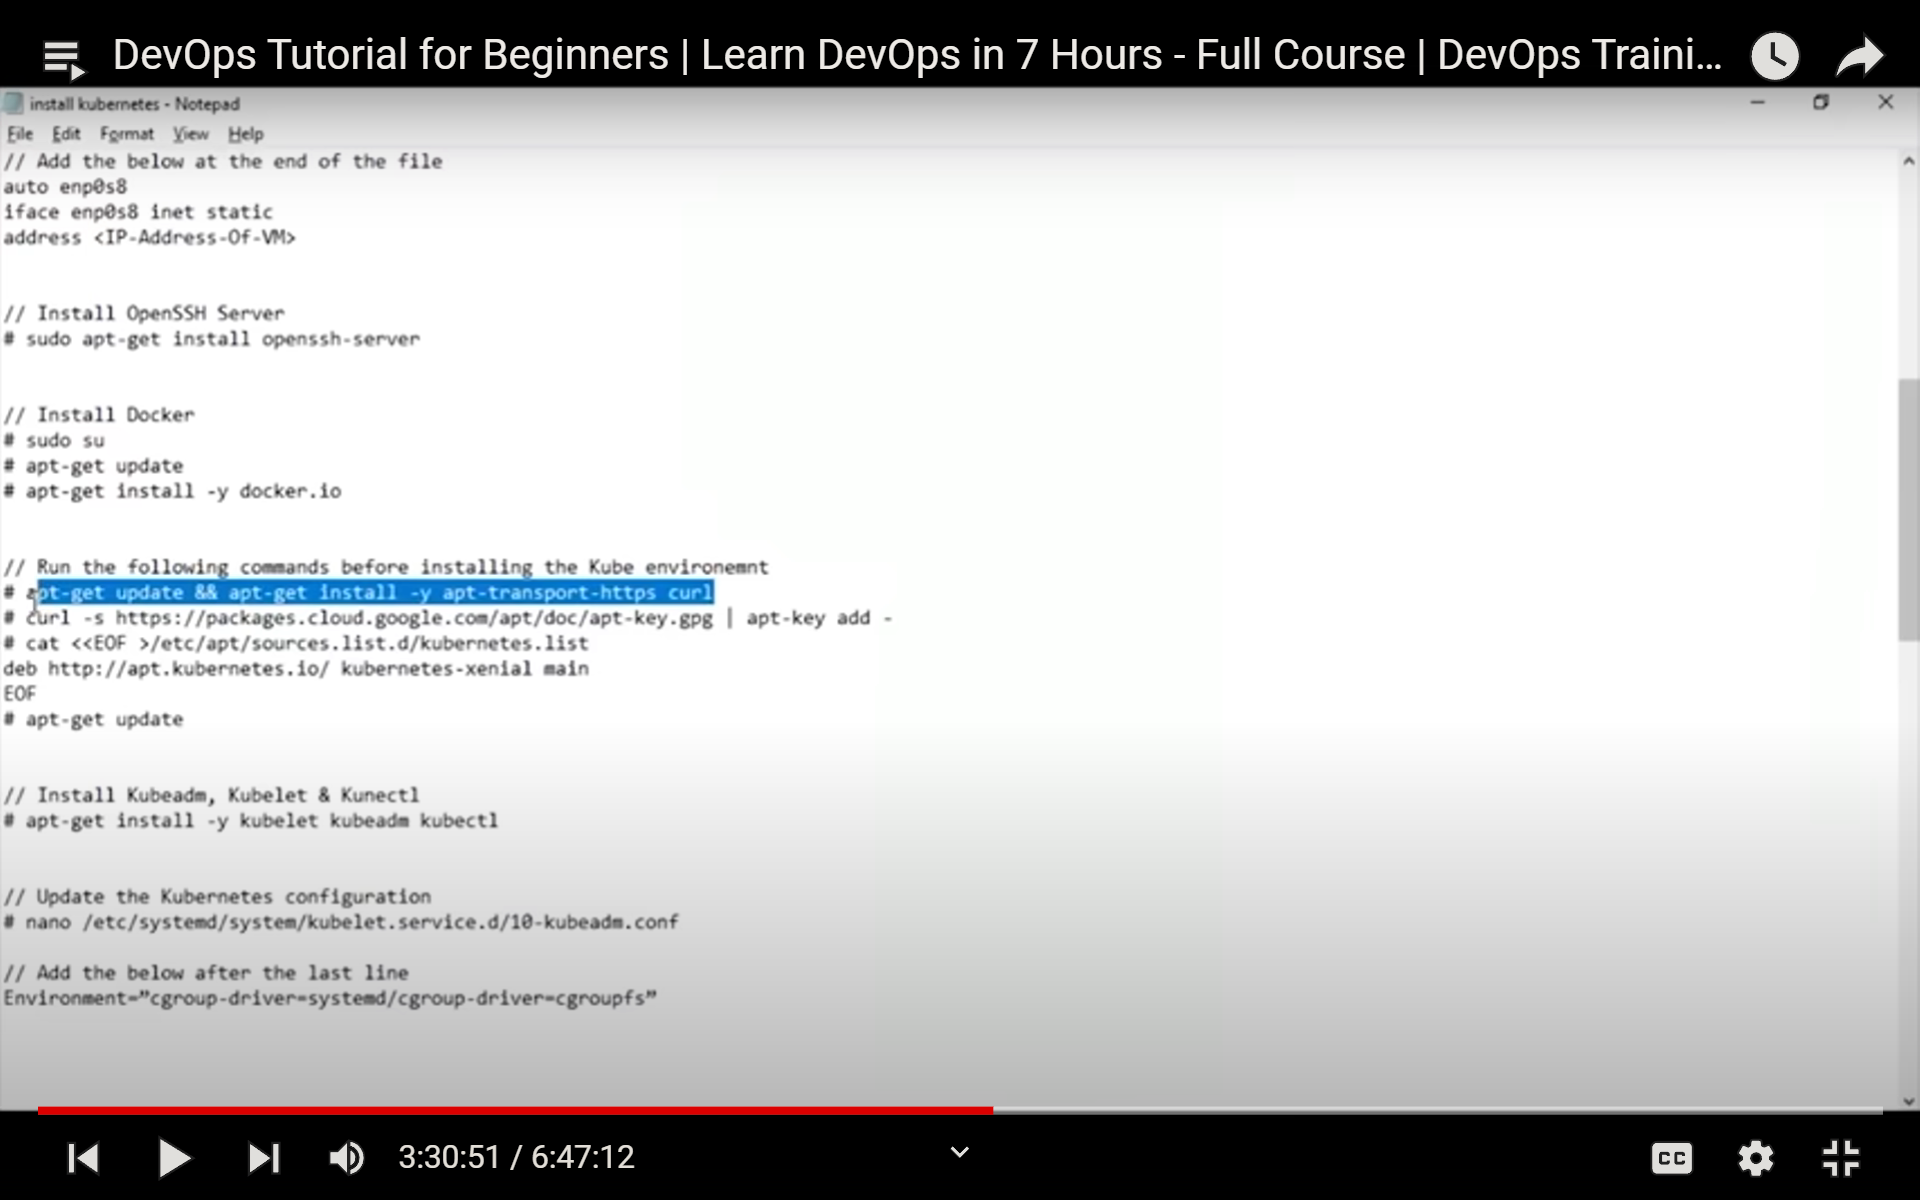 DevOps Tutorial for Beginners | Learn DevOps in 7 Hours - Full Course | DevOps Traini...
install kubernetes - Notepad
File Edit Format View Help
// Add the below at the end of the file
auto enp0s8
iface enp0s8 inet static
address <IP-Address-Of-VM>
// Install OpenSSH Server
# sudo apt-get install openssh-server
// Install Docker
# sudo su
# apt-get update
# apt-get install -y docker.io
// Run the following commands before installing the Kube environemnt
# apt-get update && apt-get install -y apt-transport-https curl
# curl -s https://packages.cloud.google.com/apt/doc/apt-key.gpg | apt-key add -
# cat <<EOF >/etc/apt/sources.list.d/kubernetes.list
deb http://apt.kubernetes.io/ kubernetes-xenial main
EOF
# apt-get update
// Install Kubeadm, Kubelet & Kunectl
# apt-get install -y kubelet kubeadm kubectl
// Update the Kubernetes configuration
# nano /etc/systemd/system/kubelet.service.d/10-kubeadm.conf
// Add the below after the last line
Environment=”cgroup-driver=systemd/cgroup-driver=cgroupfs”
3:30:51 / 6:47:12
CC